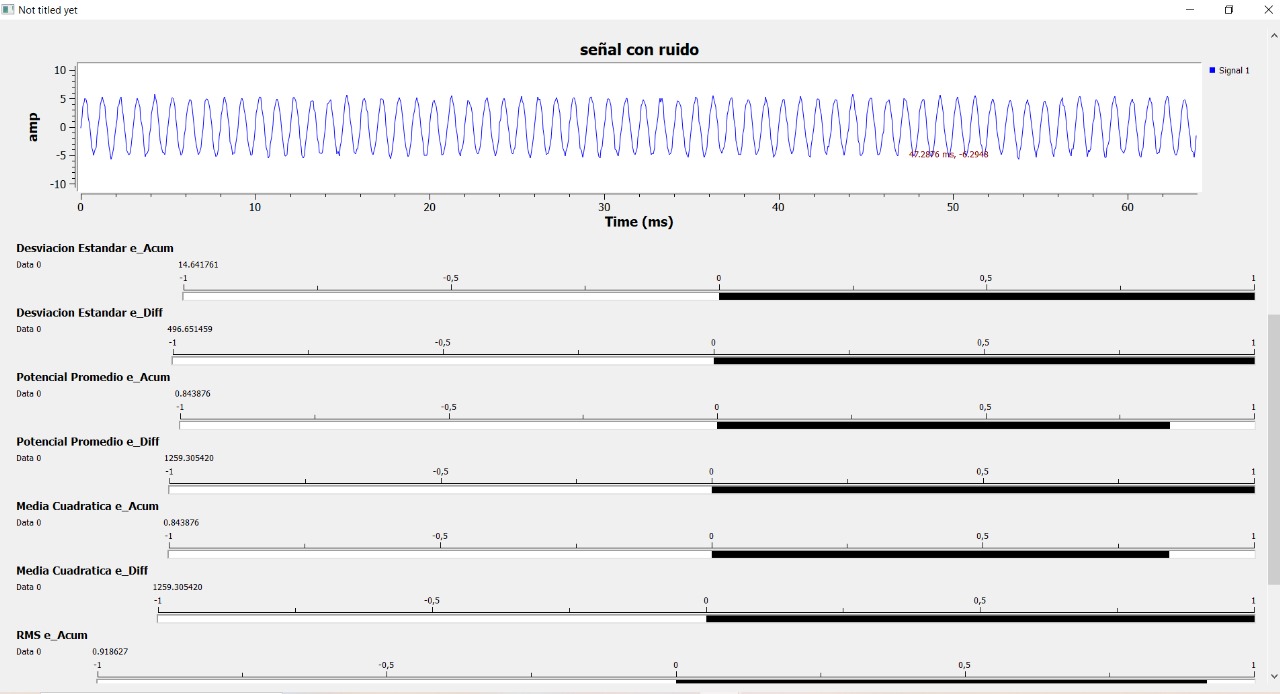 Not titled yet
señal con ruido
Signal 1
10
5
0
-5
-10
amp
47.2876 ms, -6.2948
0 10 20 30 40 50 60
Time (ms)
Desviacion Estandar e_Acum
Data 0 14.641761
-1 -0,5 0 0,5 1
Desviacion Estandar e_Diff
Data 0 496.651459
-1 -0,5 0 0,5 1
Potencial Promedio e_Acum
Data 0 0.843876
-1 -0,5 0 0,5 1
Potencial Promedio e_Diff
Data 0 1259.305420
-1 -0,5 0 0,5 1
Media Cuadratica e_Acum
Data 0 0.843876
-1 -0,5 0 0,5 1
Media Cuadratica e_Diff
Data 0 1259.305420
-1 -0,5 0 0,5 1
RMS e_Acum
Data 0 0.918627
-1 -0,5 0 0,5 1